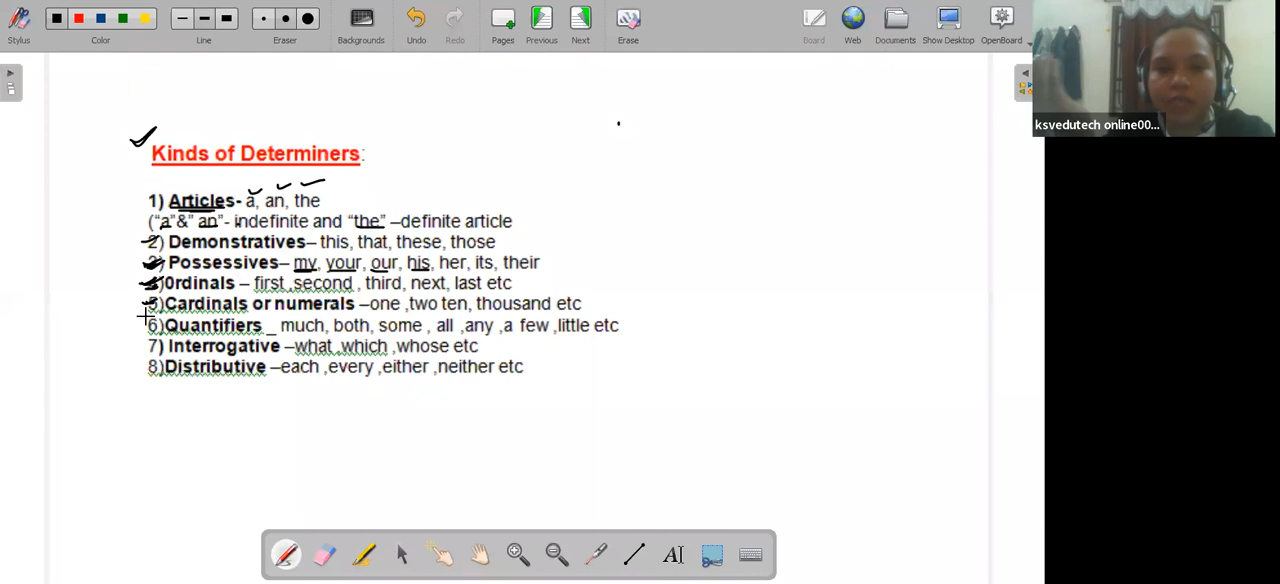 Stylus
Color
Line
Eraser
Backgrounds
Undo
Redo
Pages
Previous
Next
Erase
Board
Web
Documents
Show Desktop
OpenBoard
ksvedutech online00...
Kinds of Determiners:
1) Articles- a, an, the
("a"&" an"- indefinite and "the" –definite article
2) Demonstratives– this, that, these, those
3) Possessives– my, your, our, his, her, its, their
4)0rdinals – first ,second , third, next, last etc
5)Cardinals or numerals –one ,two ten, thousand etc
6)Quantifiers _ much, both, some , all ,any ,a few ,little etc
7) Interrogative –what ,which ,whose etc
8)Distributive –each ,every ,either ,neither etc